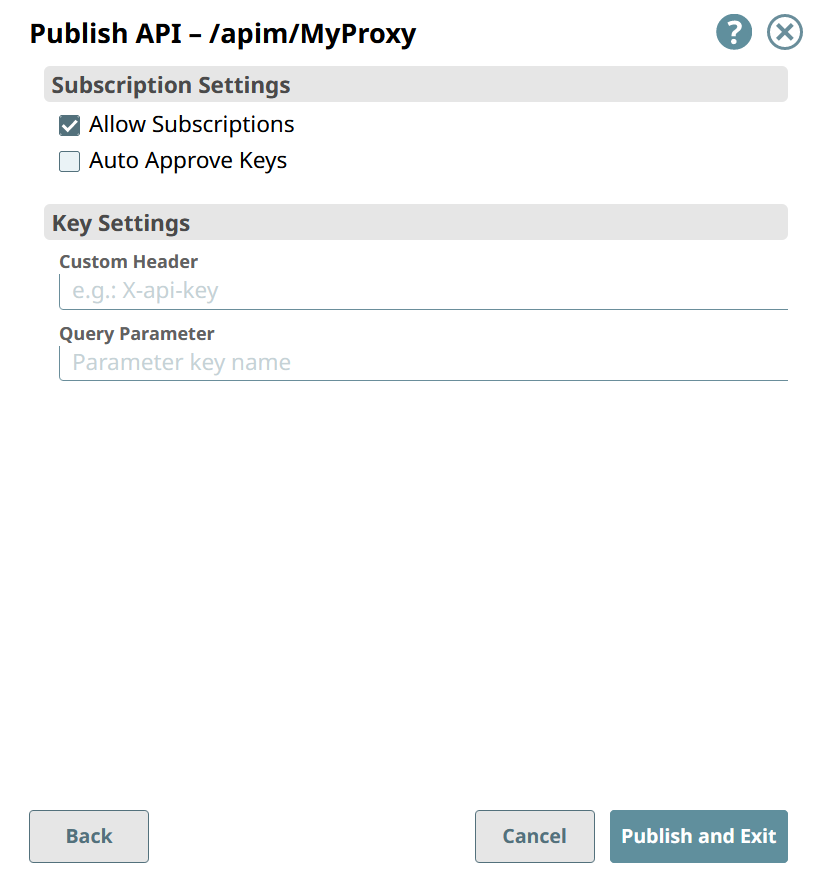 Publish API – /apim/MyProxy
?
Subscription Settings
Allow Subscriptions
Auto Approve Keys
Key Settings
Custom Header
e.g.: X-api-key
Query Parameter
Parameter key name
Back
Cancel
Publish and Exit